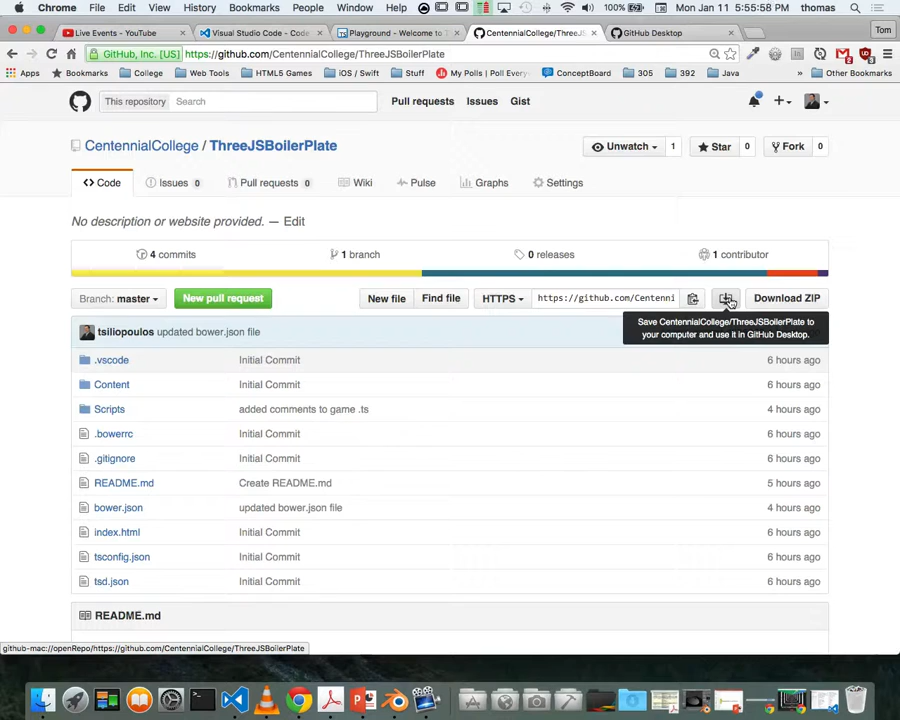 Chrome File Edit View History Bookmarks People Window Help 100% Mon Jan 11 5:55:58 PM thomas
Live Events - YouTube × Visual Studio Code - Code × Playground - Welcome to T × CentennialCollege/ThreeJS × GitHub Desktop × Tom
GitHub, Inc. [US] https://github.com/CentennialCollege/ThreeJSBoilerPlate
Apps Bookmarks College Web Tools HTML5 Games iOS / Swift Stuff My Polls | Poll Every ConceptBoard 305 392 Java » Other Bookmarks
This repository Search Pull requests Issues Gist
CentennialCollege / ThreeJSBoilerPlate Unwatch 1 Star 0 Fork 0
<> Code Issues 0 Pull requests 0 Wiki Pulse Graphs Settings
No description or website provided. — Edit
4 commits 1 branch 0 releases 1 contributor
Branch: master New pull request New file Find file HTTPS https://github.com/Centenni Download ZIP
Save CentennialCollege/ThreeJSBoilerPlate to
your computer and use it in GitHub Desktop.
tsiliopoulos updated bower.json file
.vscode Initial Commit 6 hours ago
Content Initial Commit 6 hours ago
Scripts added comments to game .ts 4 hours ago
.bowerrc Initial Commit 6 hours ago
.gitignore Initial Commit 6 hours ago
README.md Create README.md 5 hours ago
bower.json updated bower.json file 4 hours ago
index.html Initial Commit 6 hours ago
tsconfig.json Initial Commit 6 hours ago
tsd.json Initial Commit 6 hours ago
README.md
github-mac://openRepo/https://github.com/CentennialCollege/ThreeJSBoilerPlate